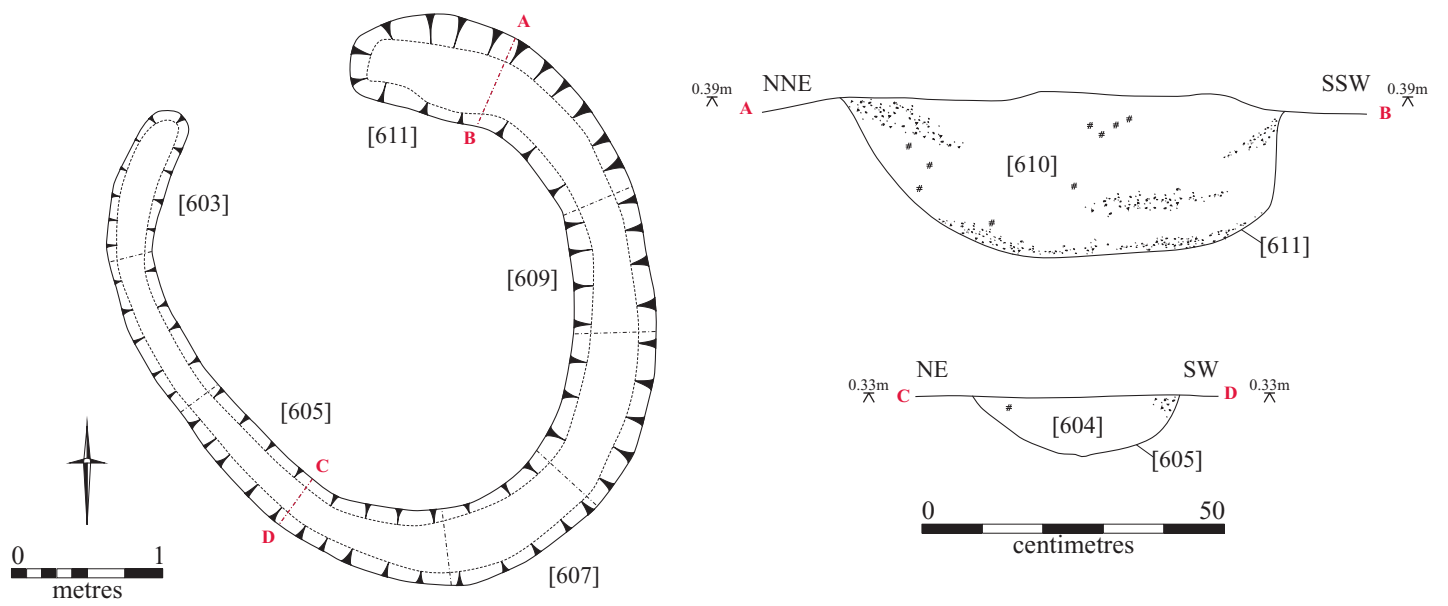 A
B
[611]
[603]
[609]
[605]
C
D
[607]
0 1
metres
0.39m NNE SSW 0.39m
A B
[610]
[611]
NE SW
0.33m C D 0.33m
[604]
[605]
0 50
centimetres